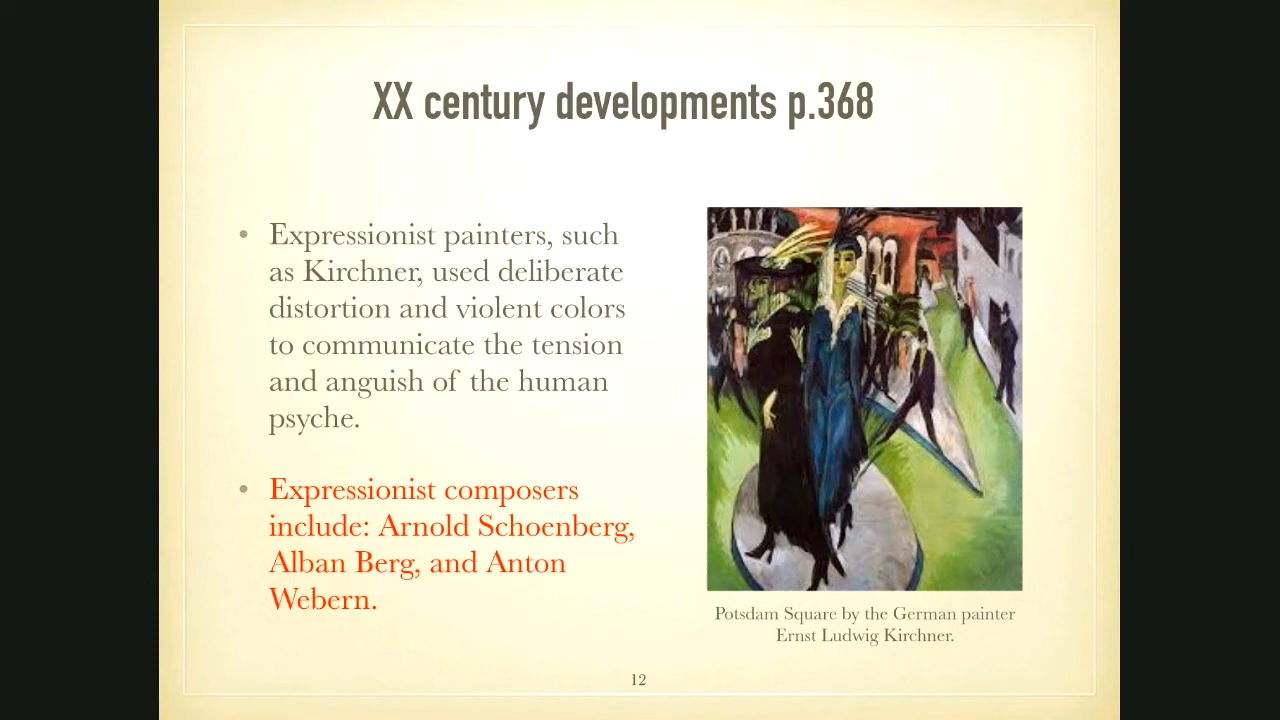 XX century developments p.368
• Expressionist painters, such
as Kirchner, used deliberate
distortion and violent colors
to communicate the tension
and anguish of the human
psyche.
• Expressionist composers
include: Arnold Schoenberg,
Alban Berg, and Anton
Webern.
Potsdam Square by the German painter
Ernst Ludwig Kirchner.
12